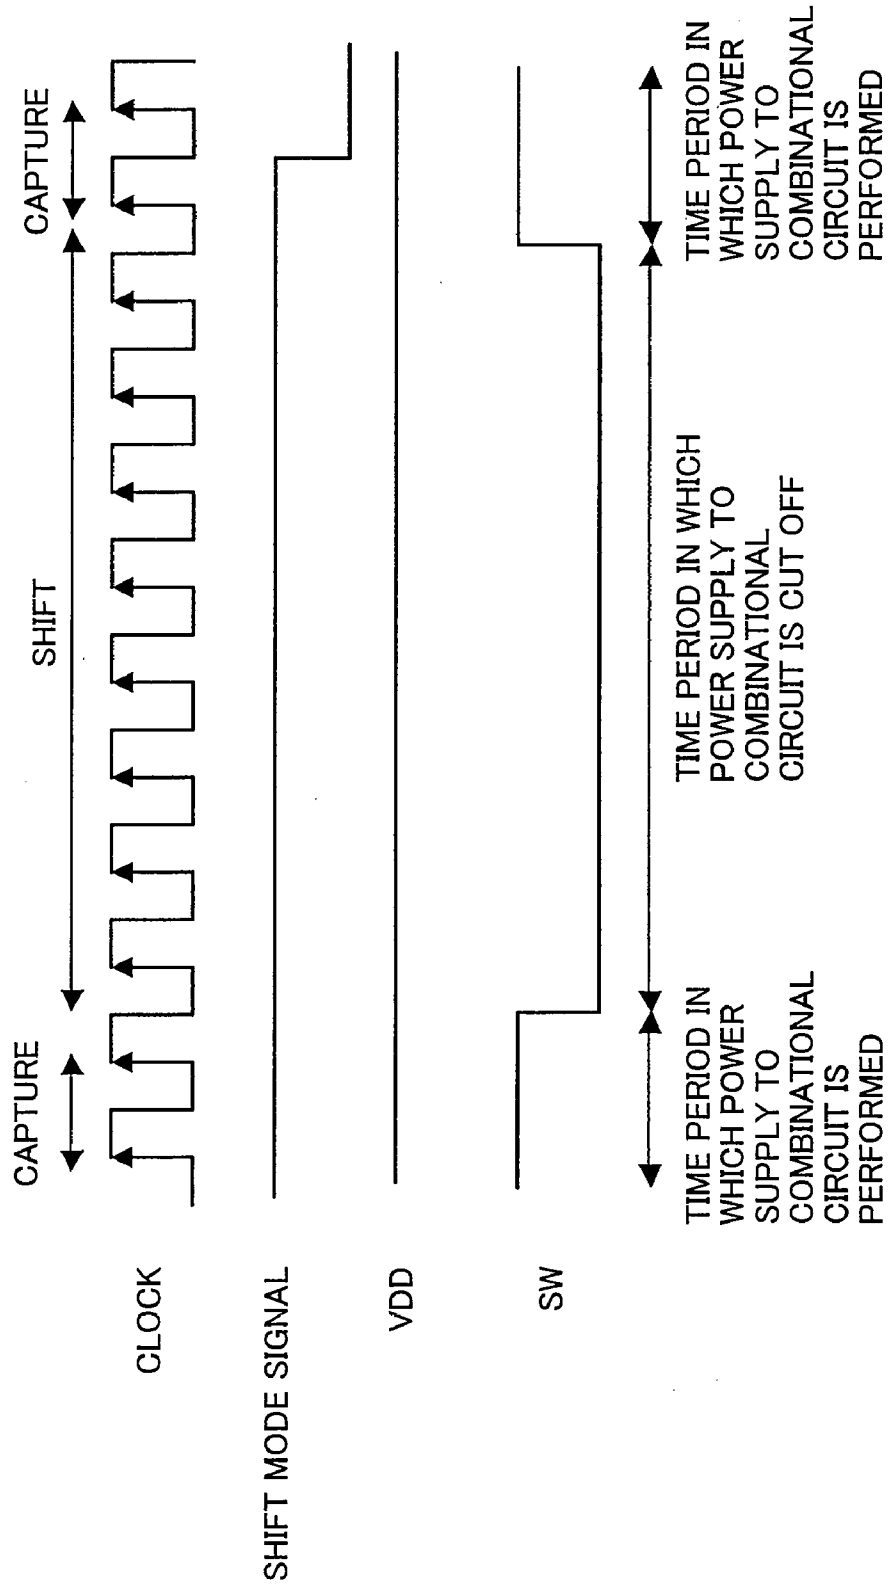 CAPTURE
SHIFT
CAPTURE
CLOCK
SHIFT MODE SIGNAL
VDD
SW
TIME PERIOD IN
WHICH POWER
SUPPLY TO
COMBINATIONAL
CIRCUIT IS
PERFORMED
TIME PERIOD IN WHICH
POWER SUPPLY TO
COMBINATIONAL
CIRCUIT IS CUT OFF
TIME PERIOD IN
WHICH POWER
SUPPLY TO
COMBINATIONAL
CIRCUIT IS
PERFORMED